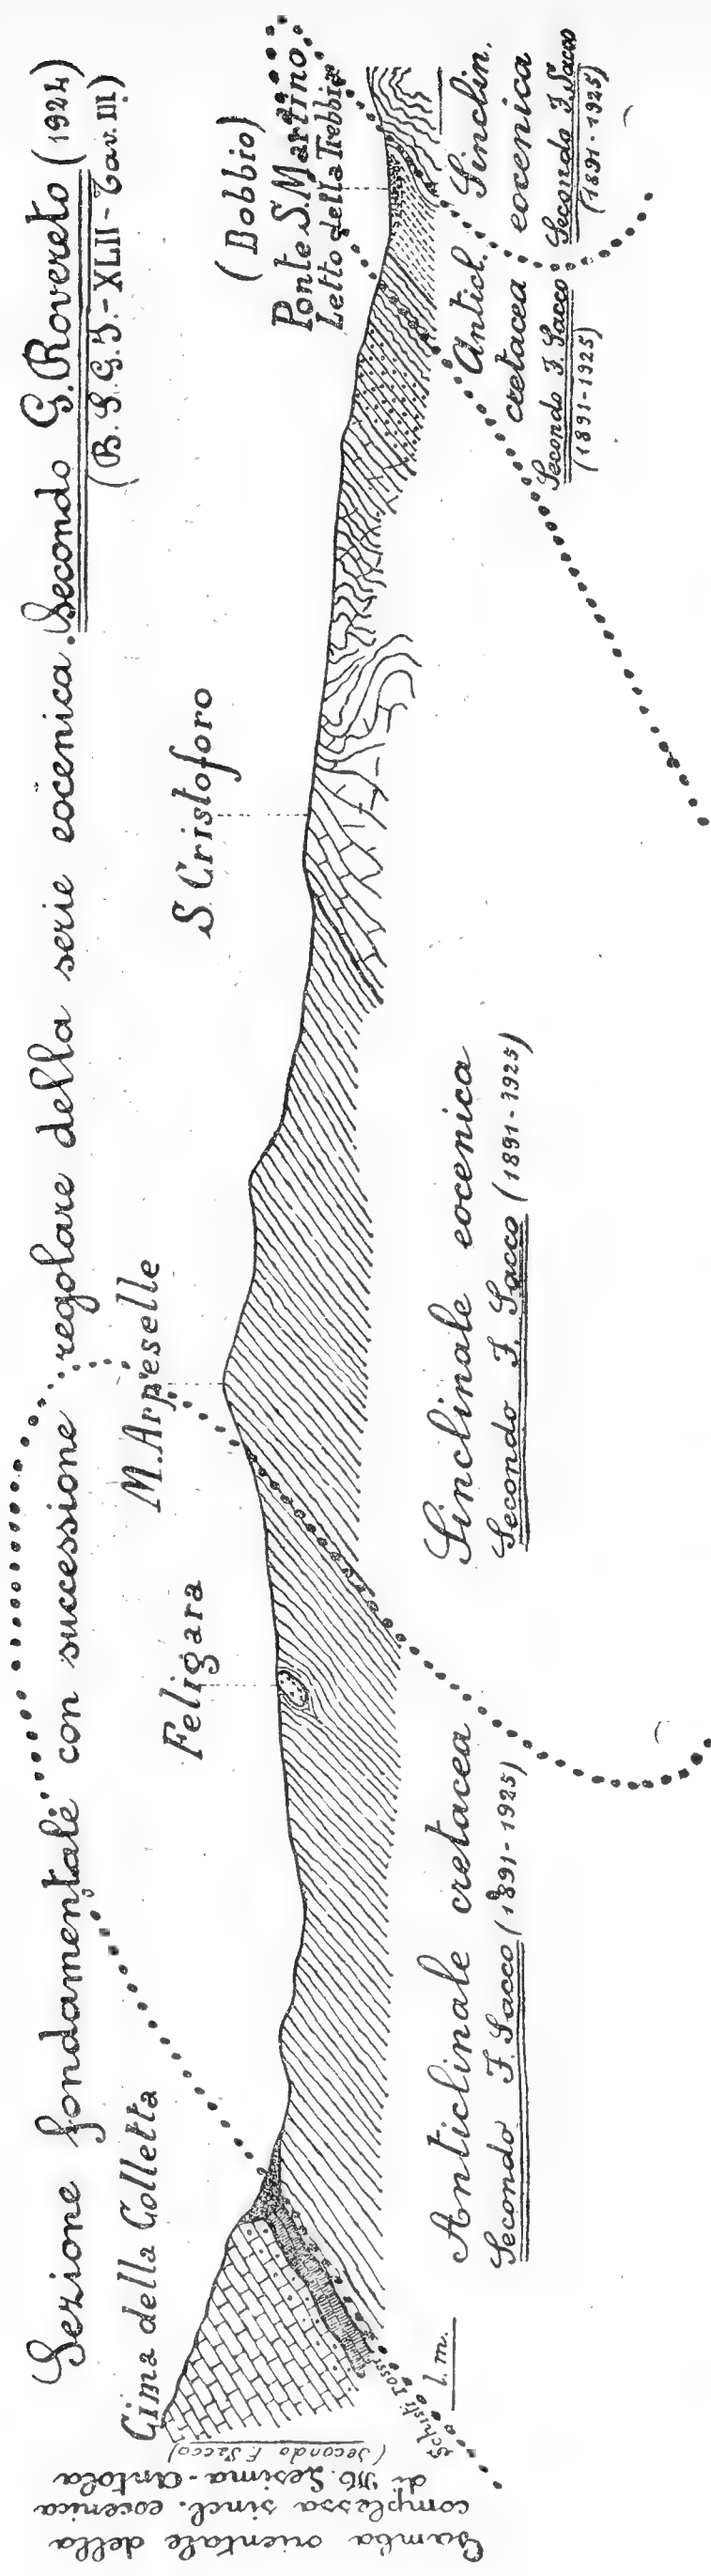 Sezione fondamentale con successione regolare della serie eocenica. Secondo G. Rovereto (1924)
(B. S. G. I. - XLII - Tav. III)
Cima della Colletta
Feligara
M. Arpeselle
S. Cristoforo
(Bobbio)
Ponte S. Martino
Letto della Trebbia
Gamba orientale della
complessa sincl. eocenica
di M. Lesima - Antola
(secondo F. Sacco)
Schisti rossi
l. m.
Anticlinale cretacea
Secondo F. Sacco (1891-1925)
Sinclinale eocenica
Secondo F. Sacco (1891-1925)
Anticl.
cretacea
Secondo F. Sacco
(1891-1925)
Sinclin.
eocenica
Secondo F. Sacco
(1891-1925)